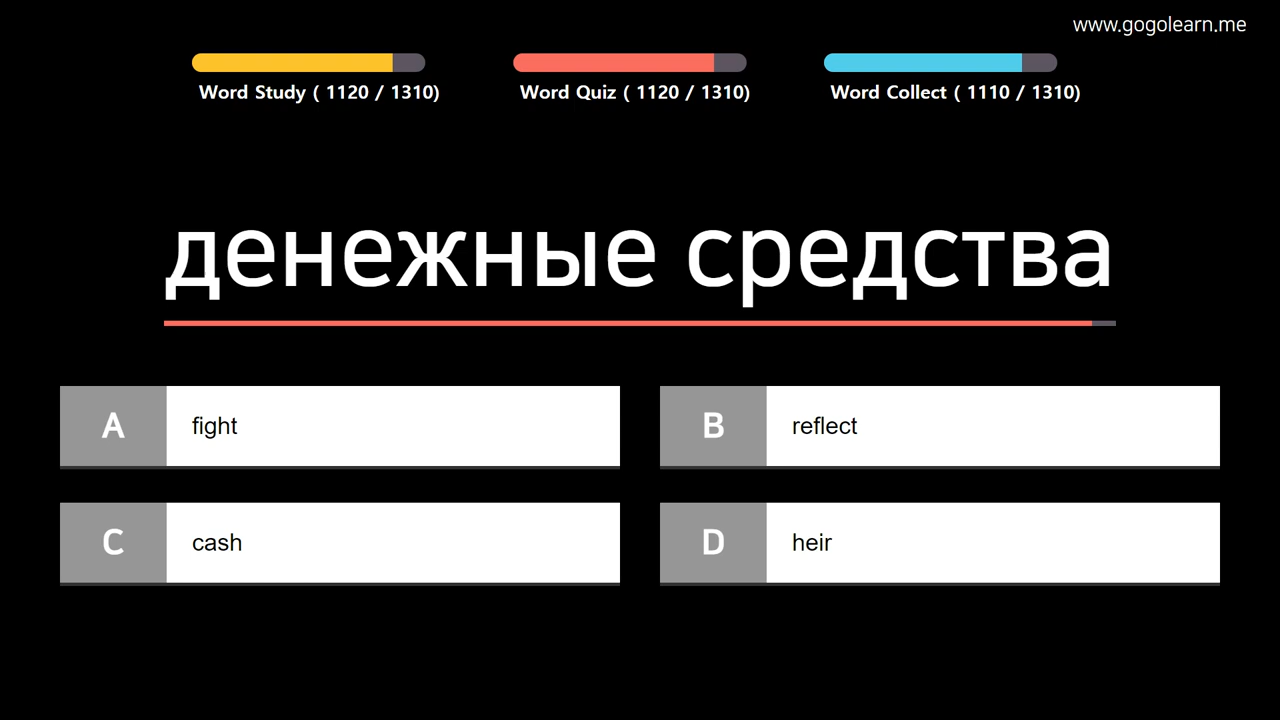 www.gogolearn.me
Word Study ( 1120 / 1310)
Word Quiz ( 1120 / 1310)
Word Collect ( 1110 / 1310)
денежные средства
A fight
B reflect
C cash
D heir